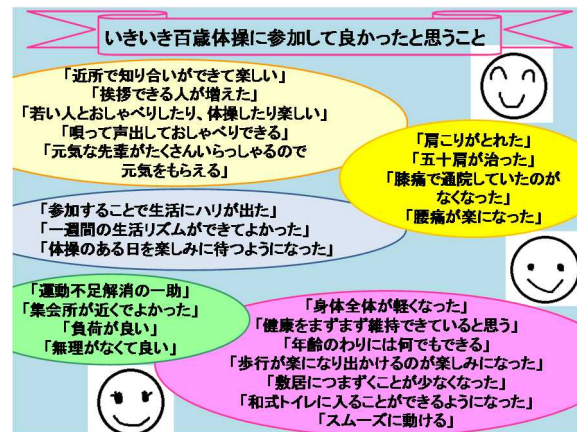 いきいき百歳体操に参加して良かったと思うこと
「近所で知り合いができて楽しい」
「挨拶できる人が増えた」
「若い人とおしゃべりしたり、体操したり楽しい」
「唄って声出しておしゃべりできる」
「元気な先輩がたくさんいらっしゃるので
元気をもらえる」
「肩こりがとれた」
「五十肩が治った」
「膝痛で通院していたのが
なくなった」
「腰痛が楽になった」
「参加することで生活にハリが出た」
「一週間の生活リズムができてよかった」
「体操のある日を楽しみに待つようになった」
「運動不足解消の一助」
「集会所が近くでよかった」
「負荷が良い」
「無理がなくて良い」
「身体全体が軽くなった」
「健康をまずまず維持できていると思う」
「年齢のわりには何でもできる」
「歩行が楽になり出かけるのが楽しみになった」
「敷居につまずくことが少なくなった」
「和式トイレに入ることができるようになった」
「スムーズに動ける」